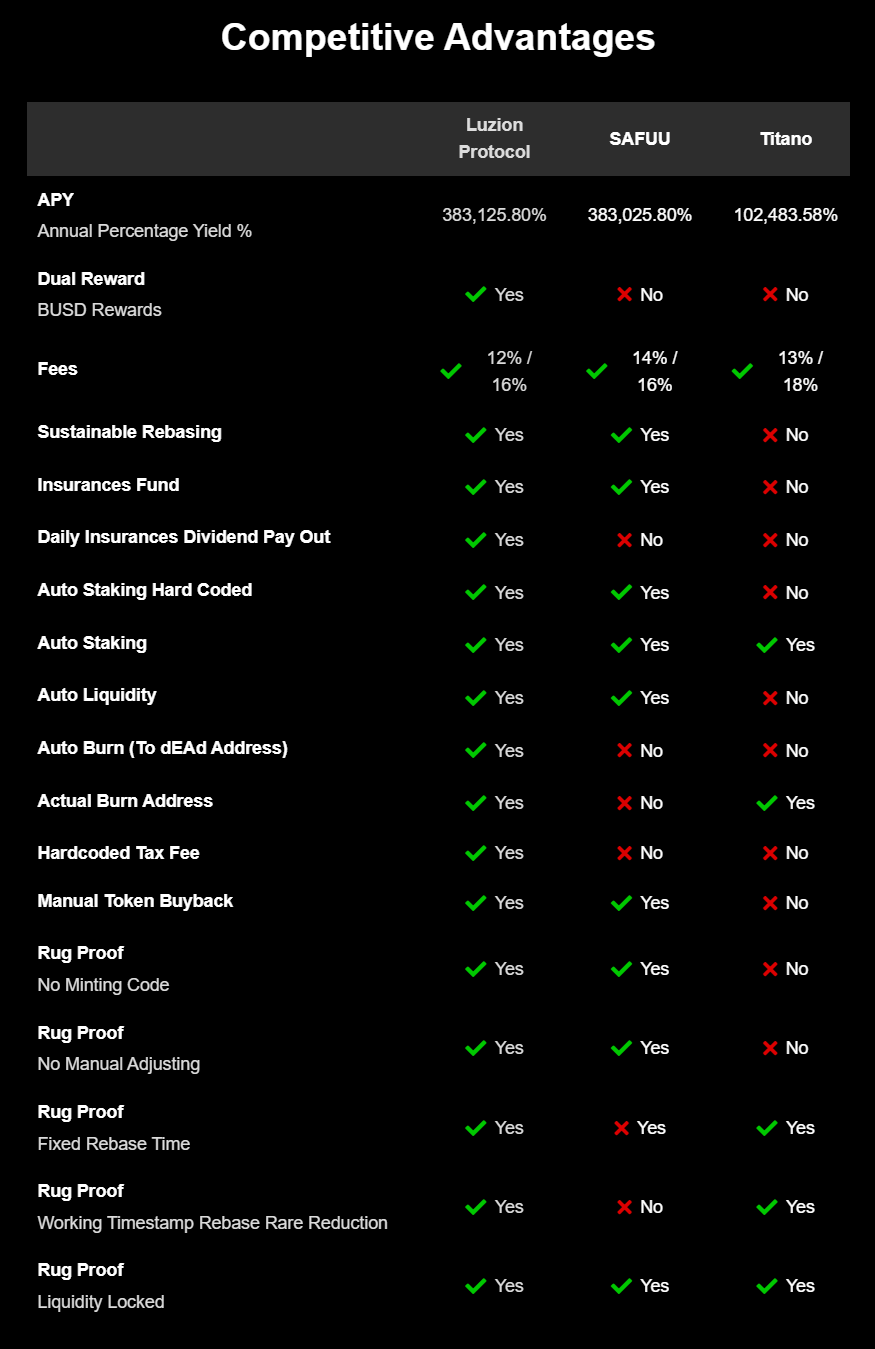 Competitive Advantages
Luzion Protocol SAFUU Titano
APY
Annual Percentage Yield % 383,125.80% 383,025.80% 102,483.58%
Dual Reward
BUSD Rewards Yes No No
Fees 12% / 16% 14% / 16% 13% / 18%
Sustainable Rebasing Yes Yes No
Insurances Fund Yes Yes No
Daily Insurances Dividend Pay Out Yes No No
Auto Staking Hard Coded Yes Yes No
Auto Staking Yes Yes Yes
Auto Liquidity Yes Yes No
Auto Burn (To dEAd Address) Yes No No
Actual Burn Address Yes No Yes
Hardcoded Tax Fee Yes No No
Manual Token Buyback Yes Yes No
Rug Proof
No Minting Code Yes Yes No
Rug Proof
No Manual Adjusting Yes Yes No
Rug Proof
Fixed Rebase Time Yes Yes Yes
Rug Proof
Working Timestamp Rebase Rare Reduction Yes No Yes
Rug Proof
Liquidity Locked Yes Yes Yes